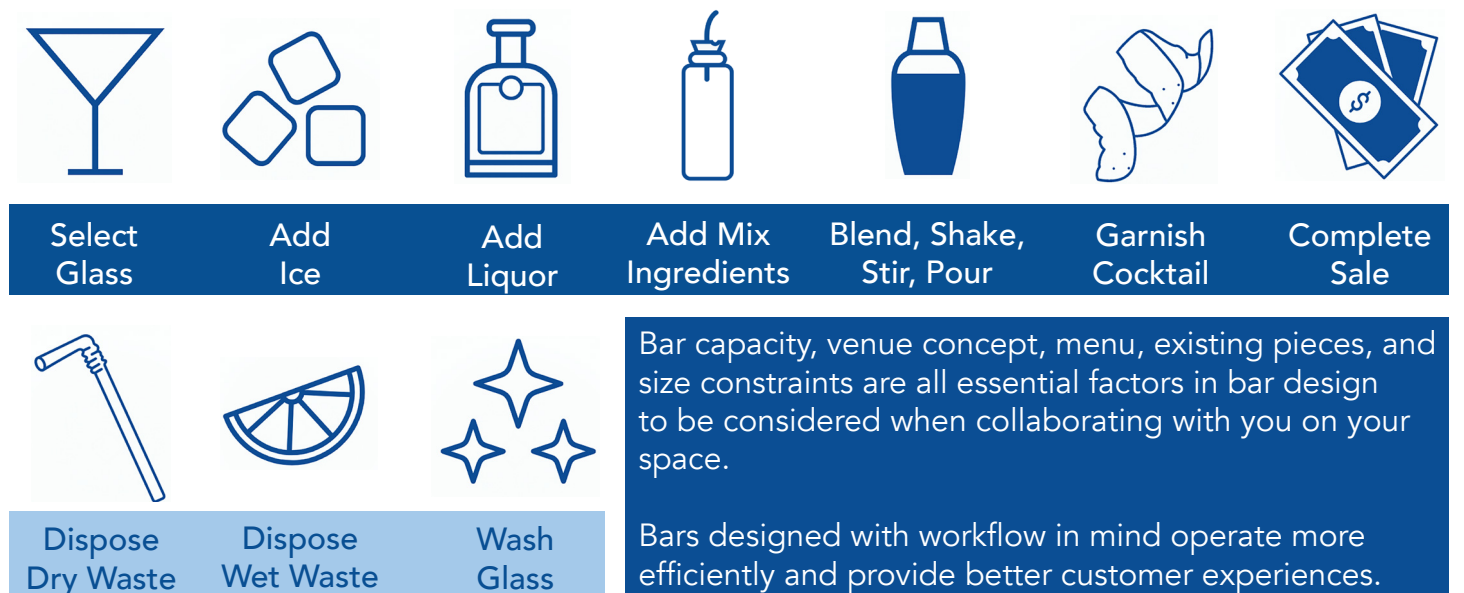 Select
Glass
Add
Ice
Add
Liquor
Add Mix
Ingredients
Blend, Shake,
Stir, Pour
Garnish
Cocktail
Complete
Sale
Dispose
Dry Waste
Dispose
Wet Waste
Wash
Glass
Bar capacity, venue concept, menu, existing pieces, and
size constraints are all essential factors in bar design
to be considered when collaborating with you on your
space.
Bars designed with workflow in mind operate more
efficiently and provide better customer experiences.